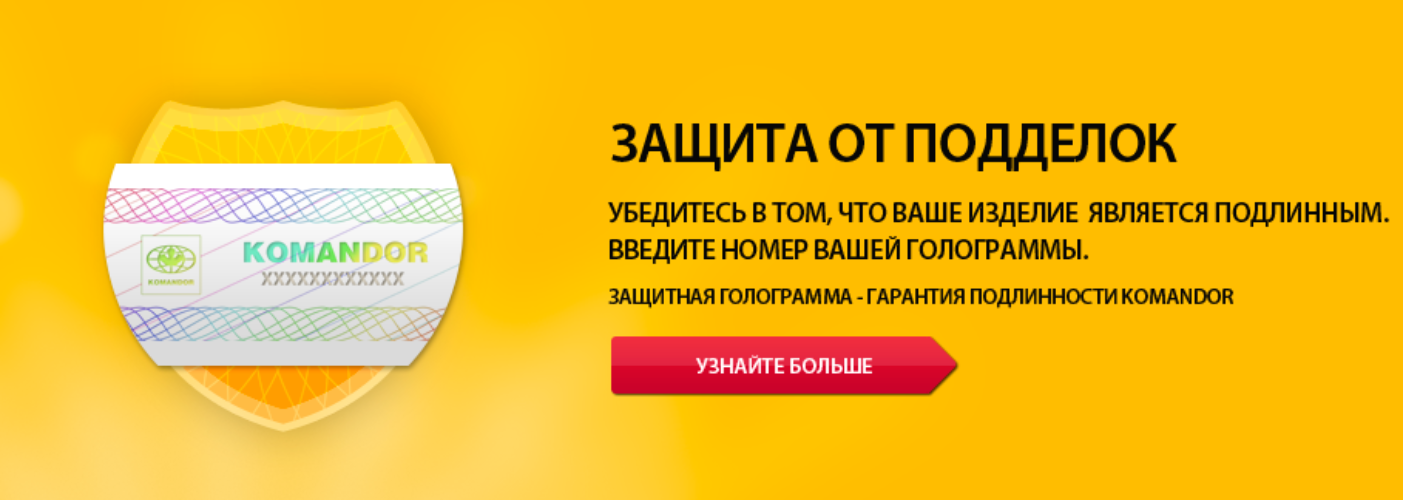 KOMANDOR
XXXXXXXXXXXX
KOMANDOR
ЗАЩИТА ОТ ПОДДЕЛОК
УБЕДИТЕСЬ В ТОМ, ЧТО ВАШЕ ИЗДЕЛИЕ ЯВЛЯЕТСЯ ПОДЛИННЫМ.
ВВЕДИТЕ НОМЕР ВАШЕЙ ГОЛОГРАММЫ.
ЗАЩИТНАЯ ГОЛОГРАММА - ГАРАНТИЯ ПОДЛИННОСТИ KOMANDOR
УЗНАЙТЕ БОЛЬШЕ